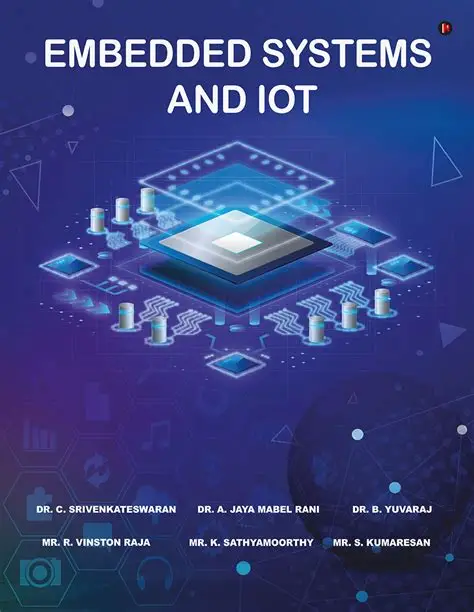 EMBEDDED SYSTEMS
AND IOT
DR. C. SRIVENKATESWARAN DR. A. JAYA MABEL RANI DR. B. YUVARAJ
MR. R. VINSTON RAJA MR. K. SATHYAMOORTHY MR. S. KUMARESAN